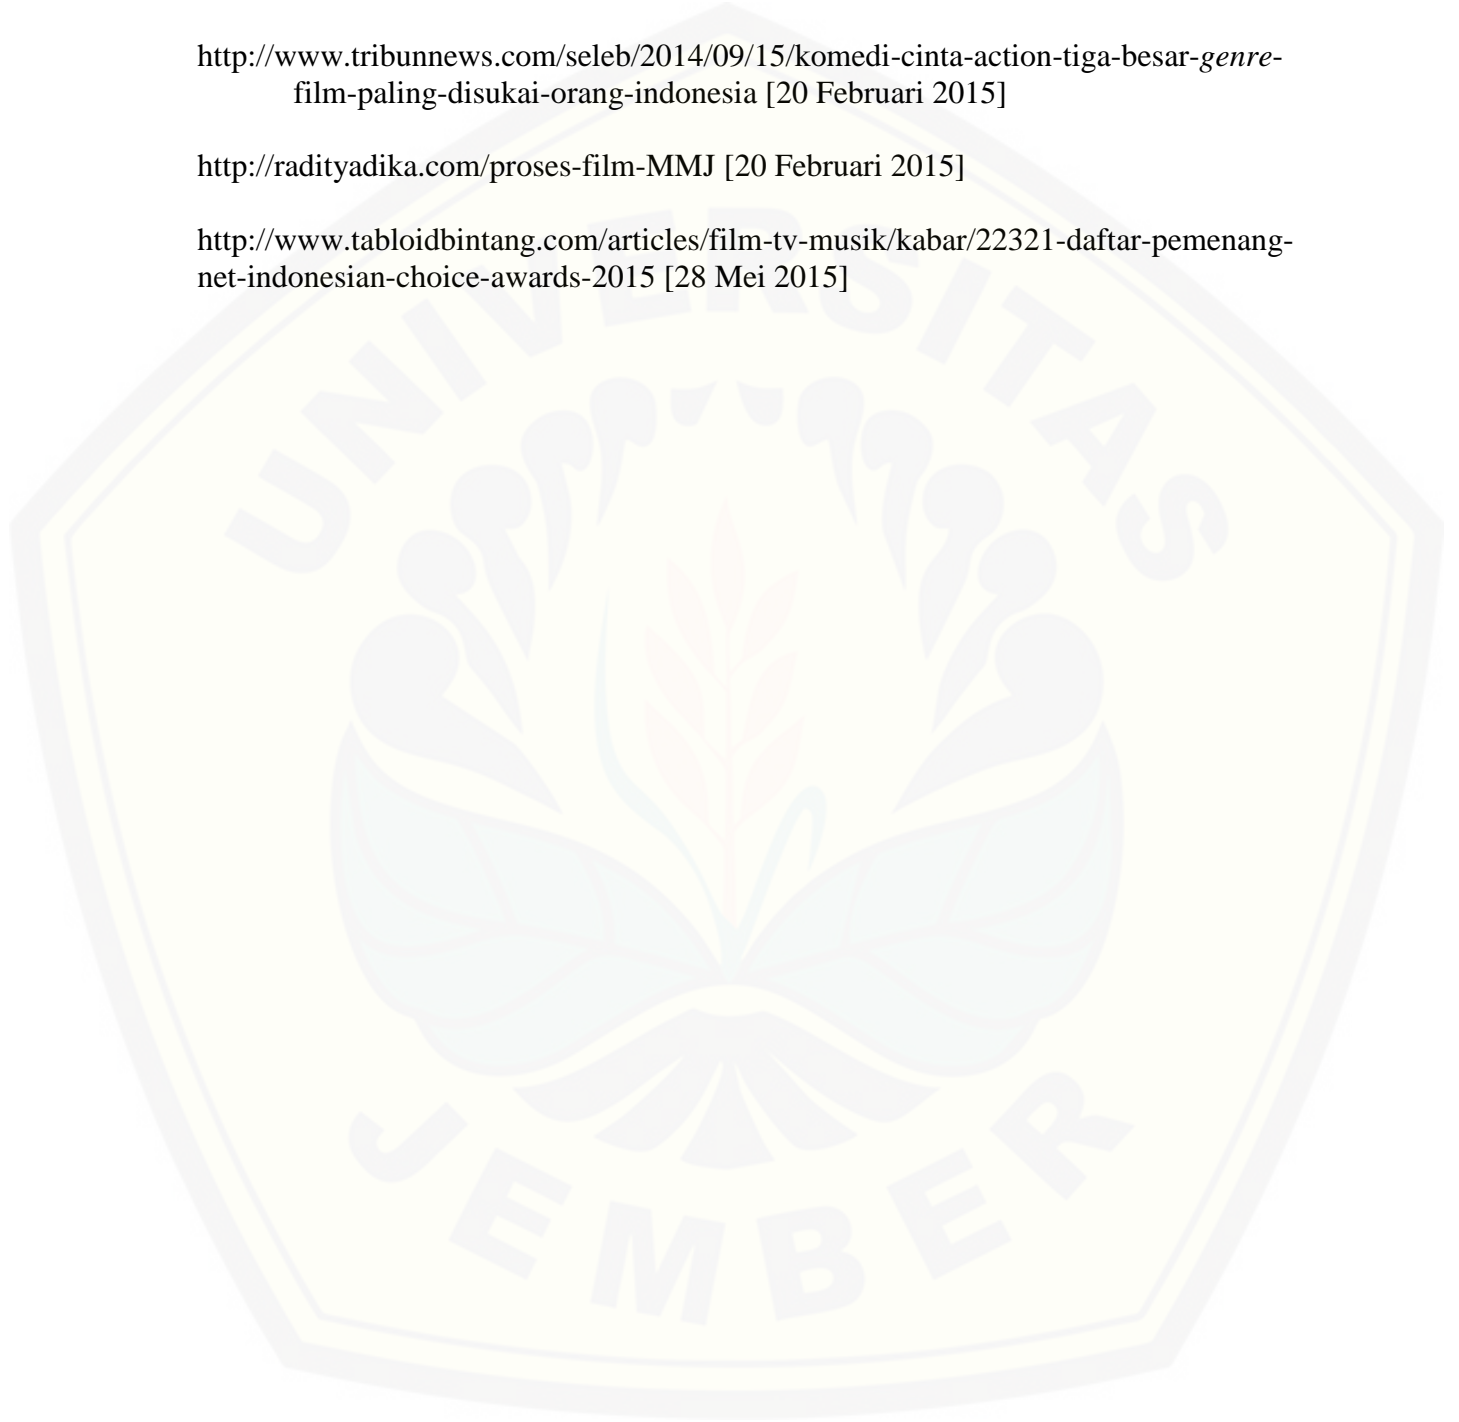 http://www.tribunnews.com/seleb/2014/09/15/komedi-cinta-action-tiga-besar-genre-
film-paling-disukai-orang-indonesia [20 Februari 2015]
http://radityadika.com/proses-film-MMJ [20 Februari 2015]
http://www.tabloidbintang.com/articles/film-tv-musik/kabar/22321-daftar-pemenang-
net-indonesian-choice-awards-2015 [28 Mei 2015]
UNIVERSITAS
JEMBER